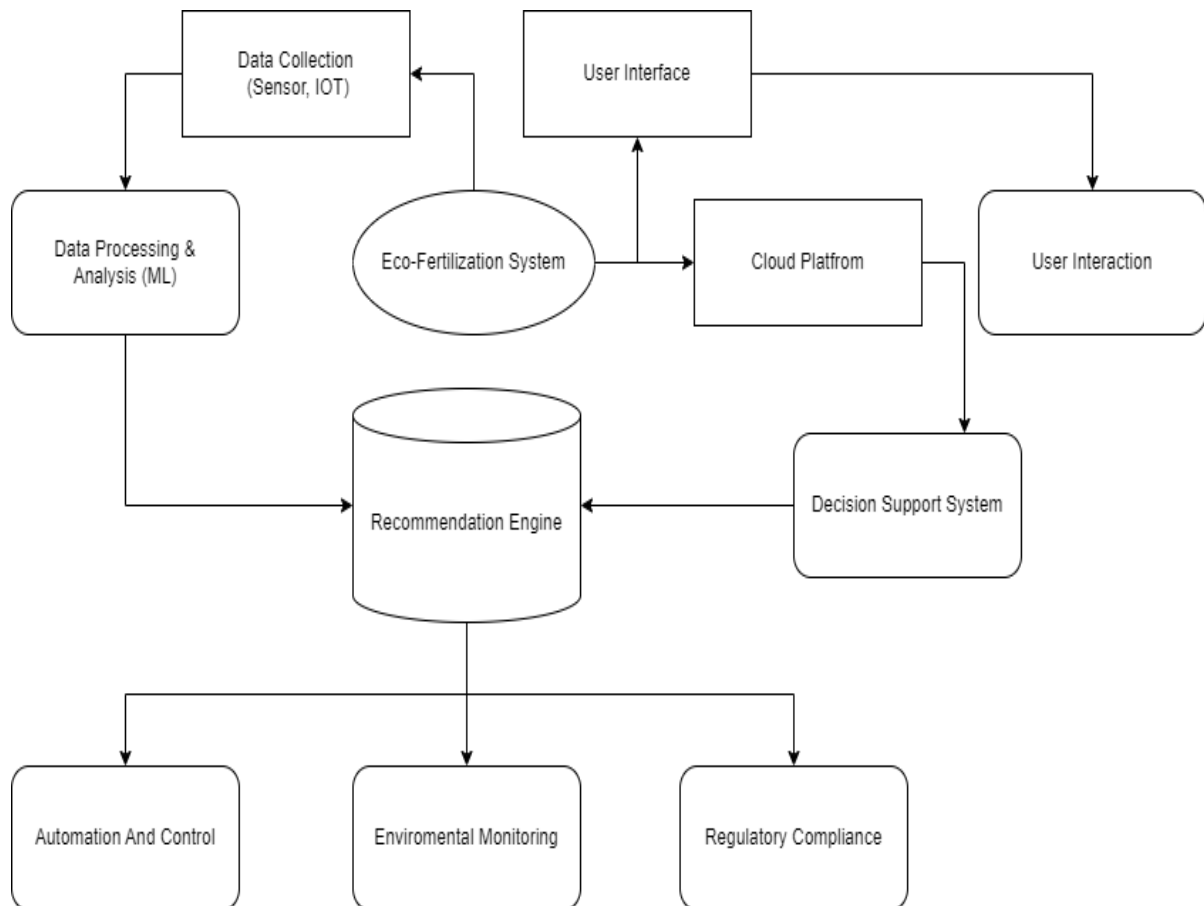 Data Collection
(Sensor, IOT)
User Interface
Data Processing &
Analysis (ML)
Eco-Fertilization System
Cloud Platfrom
User Interaction
Recommendation Engine
Decision Support System
Automation And Control
Enviromental Monitoring
Regulatory Compliance